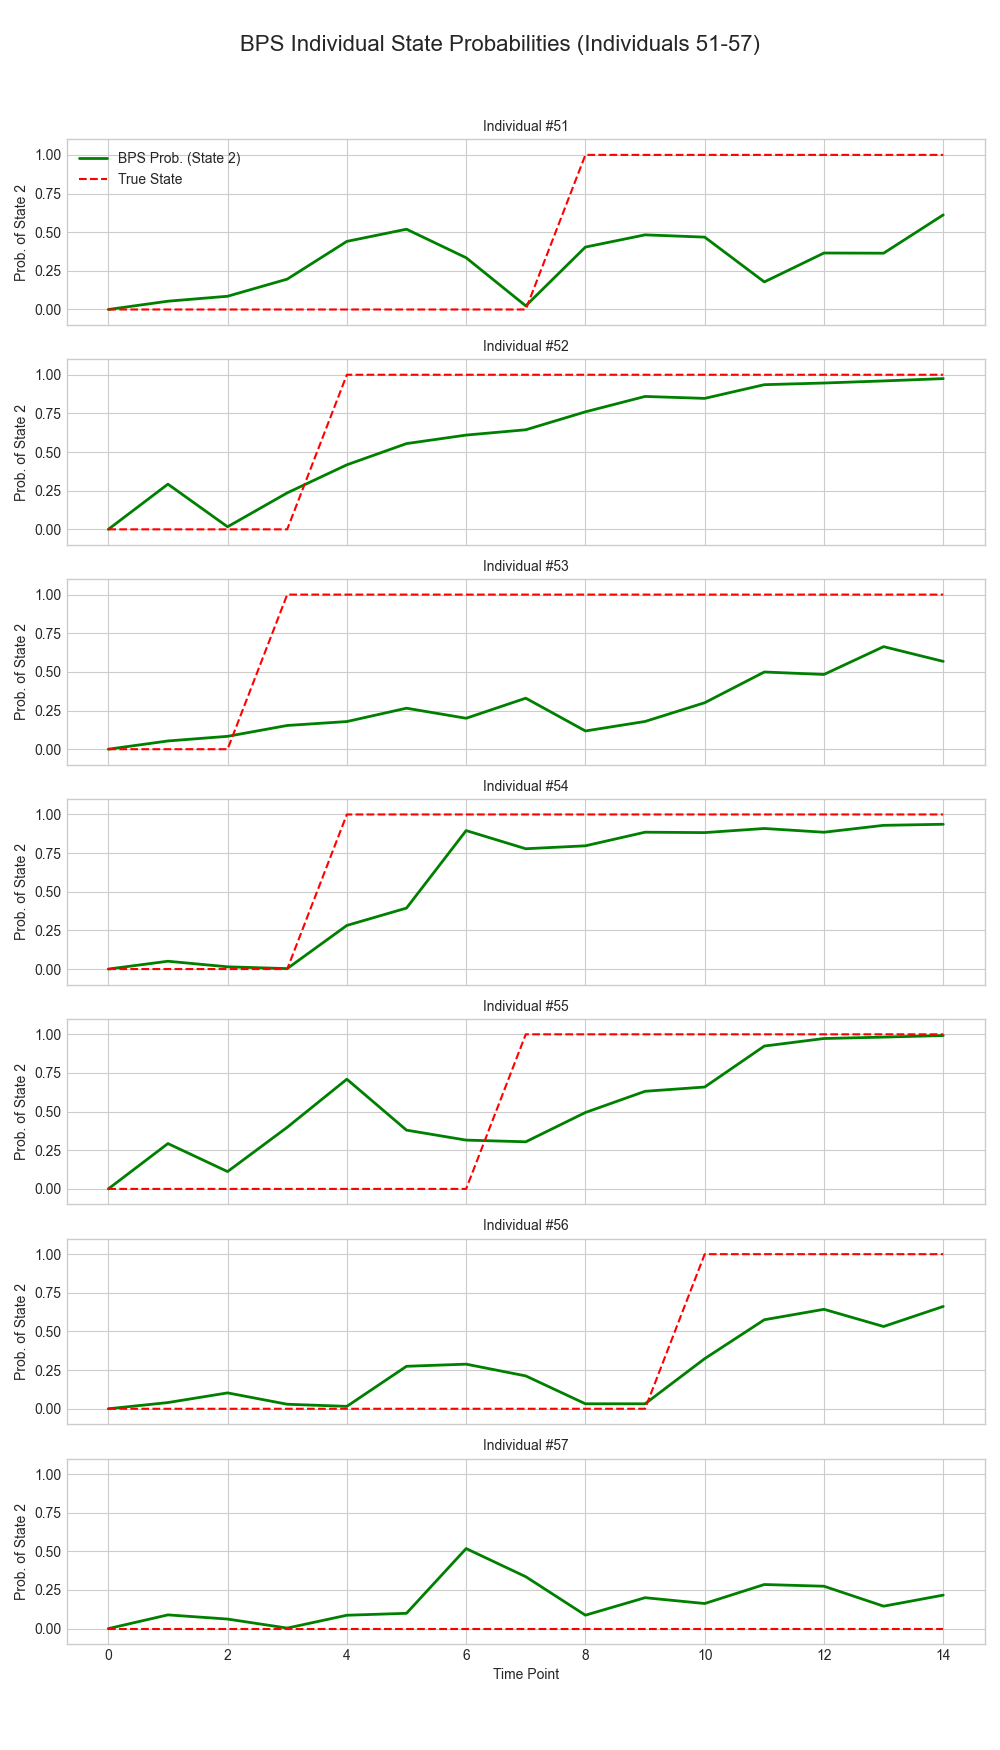 BPS Individual State Probabilities (Individuals 51-57)
Individual #51
BPS Prob. (State 2)
True State
Prob. of State 2
1.00
0.75
0.50
0.25
0.00
Individual #52
Prob. of State 2
1.00
0.75
0.50
0.25
0.00
Individual #53
Prob. of State 2
1.00
0.75
0.50
0.25
0.00
Individual #54
Prob. of State 2
1.00
0.75
0.50
0.25
0.00
Individual #55
Prob. of State 2
1.00
0.75
0.50
0.25
0.00
Individual #56
Prob. of State 2
1.00
0.75
0.50
0.25
0.00
Individual #57
Prob. of State 2
1.00
0.75
0.50
0.25
0.00
0 2 4 6 8 10 12 14
Time Point